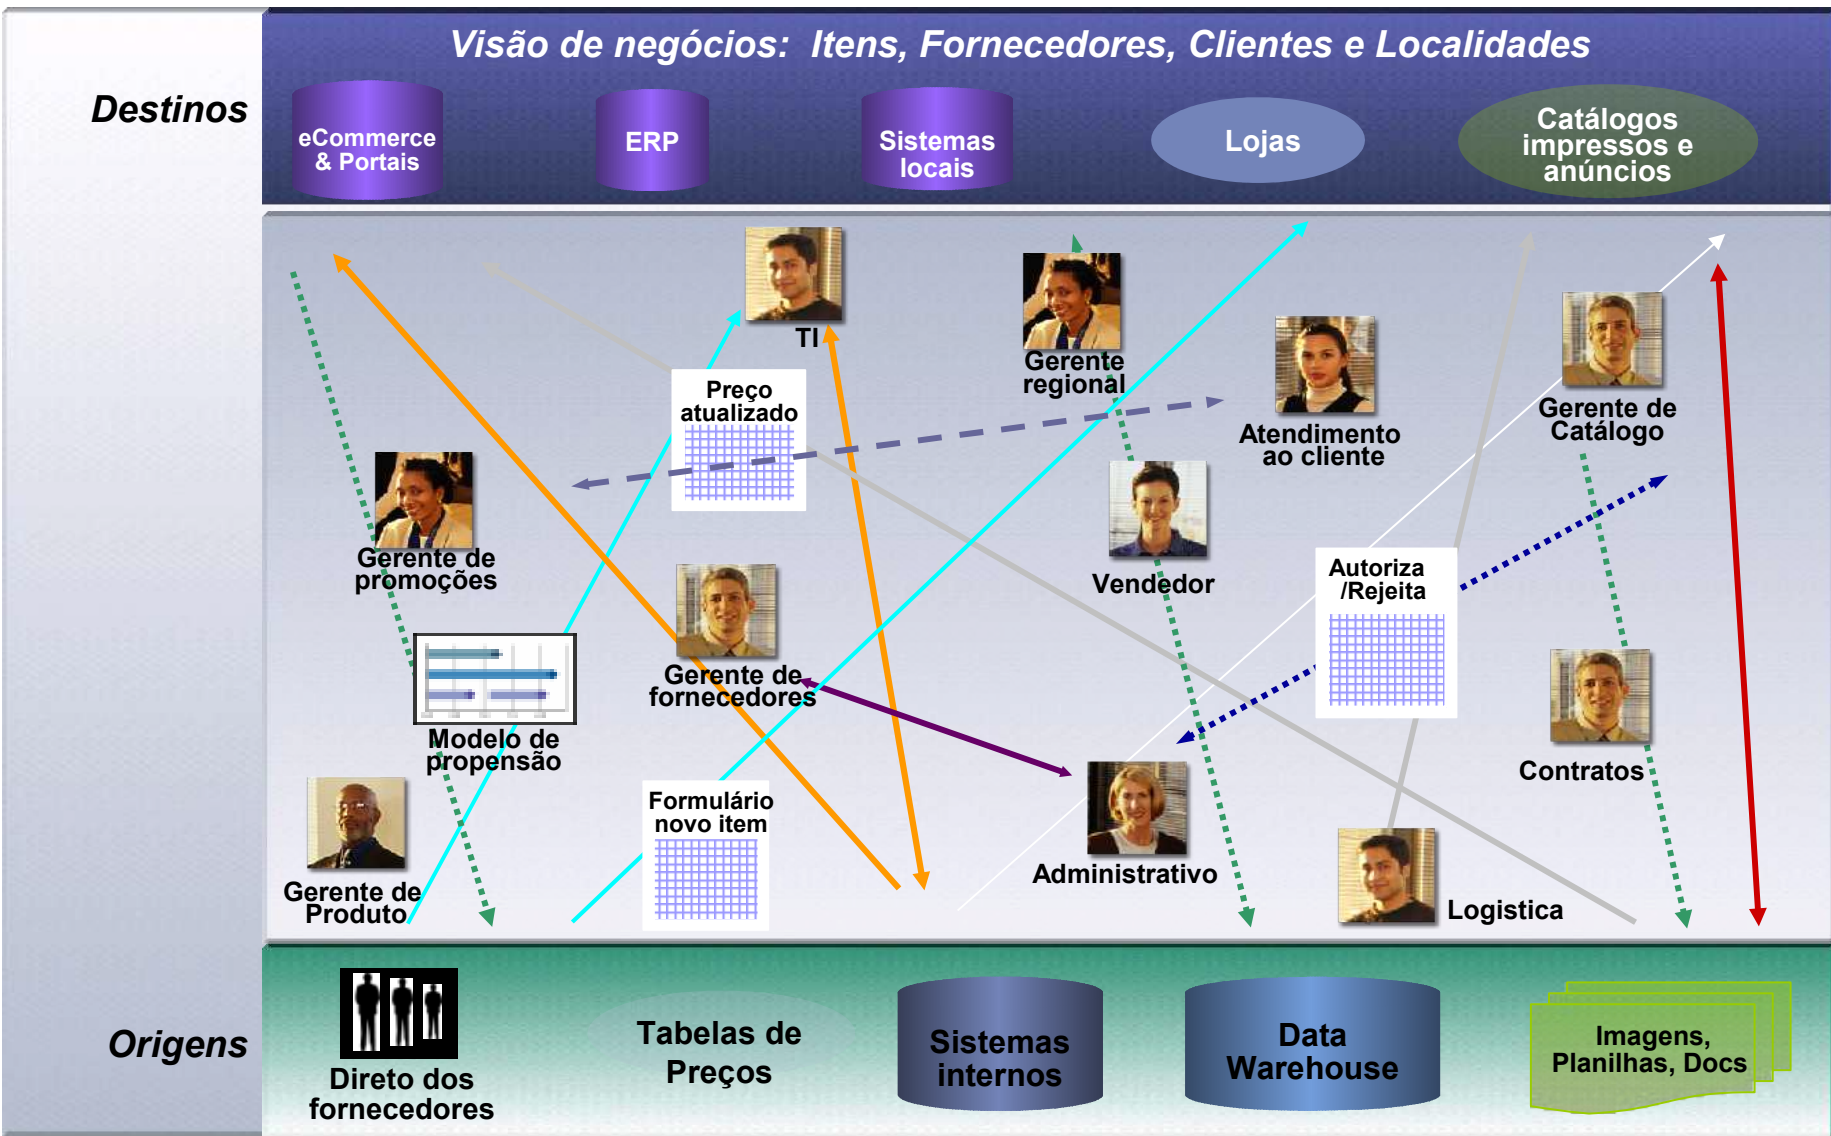 Visão de negócios:  Itens, Fornecedores, Clientes e Localidades
Destinos
eCommerce
& Portais
ERP
Sistemas
locais
Lojas
Catálogos
impressos e
anúncios
TI
Gerente
regional
Preço
atualizado
Atendimento
ao cliente
Gerente de
Catálogo
Gerente de
promoções
Vendedor
Autoriza
/Rejeita
Gerente de
fornecedores
Modelo de
propensão
Contratos
Formulário
novo item
Administrativo
Gerente de
Produto
Logistica
Origens
Direto dos
fornecedores
Tabelas de
Preços
Sistemas
internos
Data
Warehouse
Imagens,
Planilhas, Docs